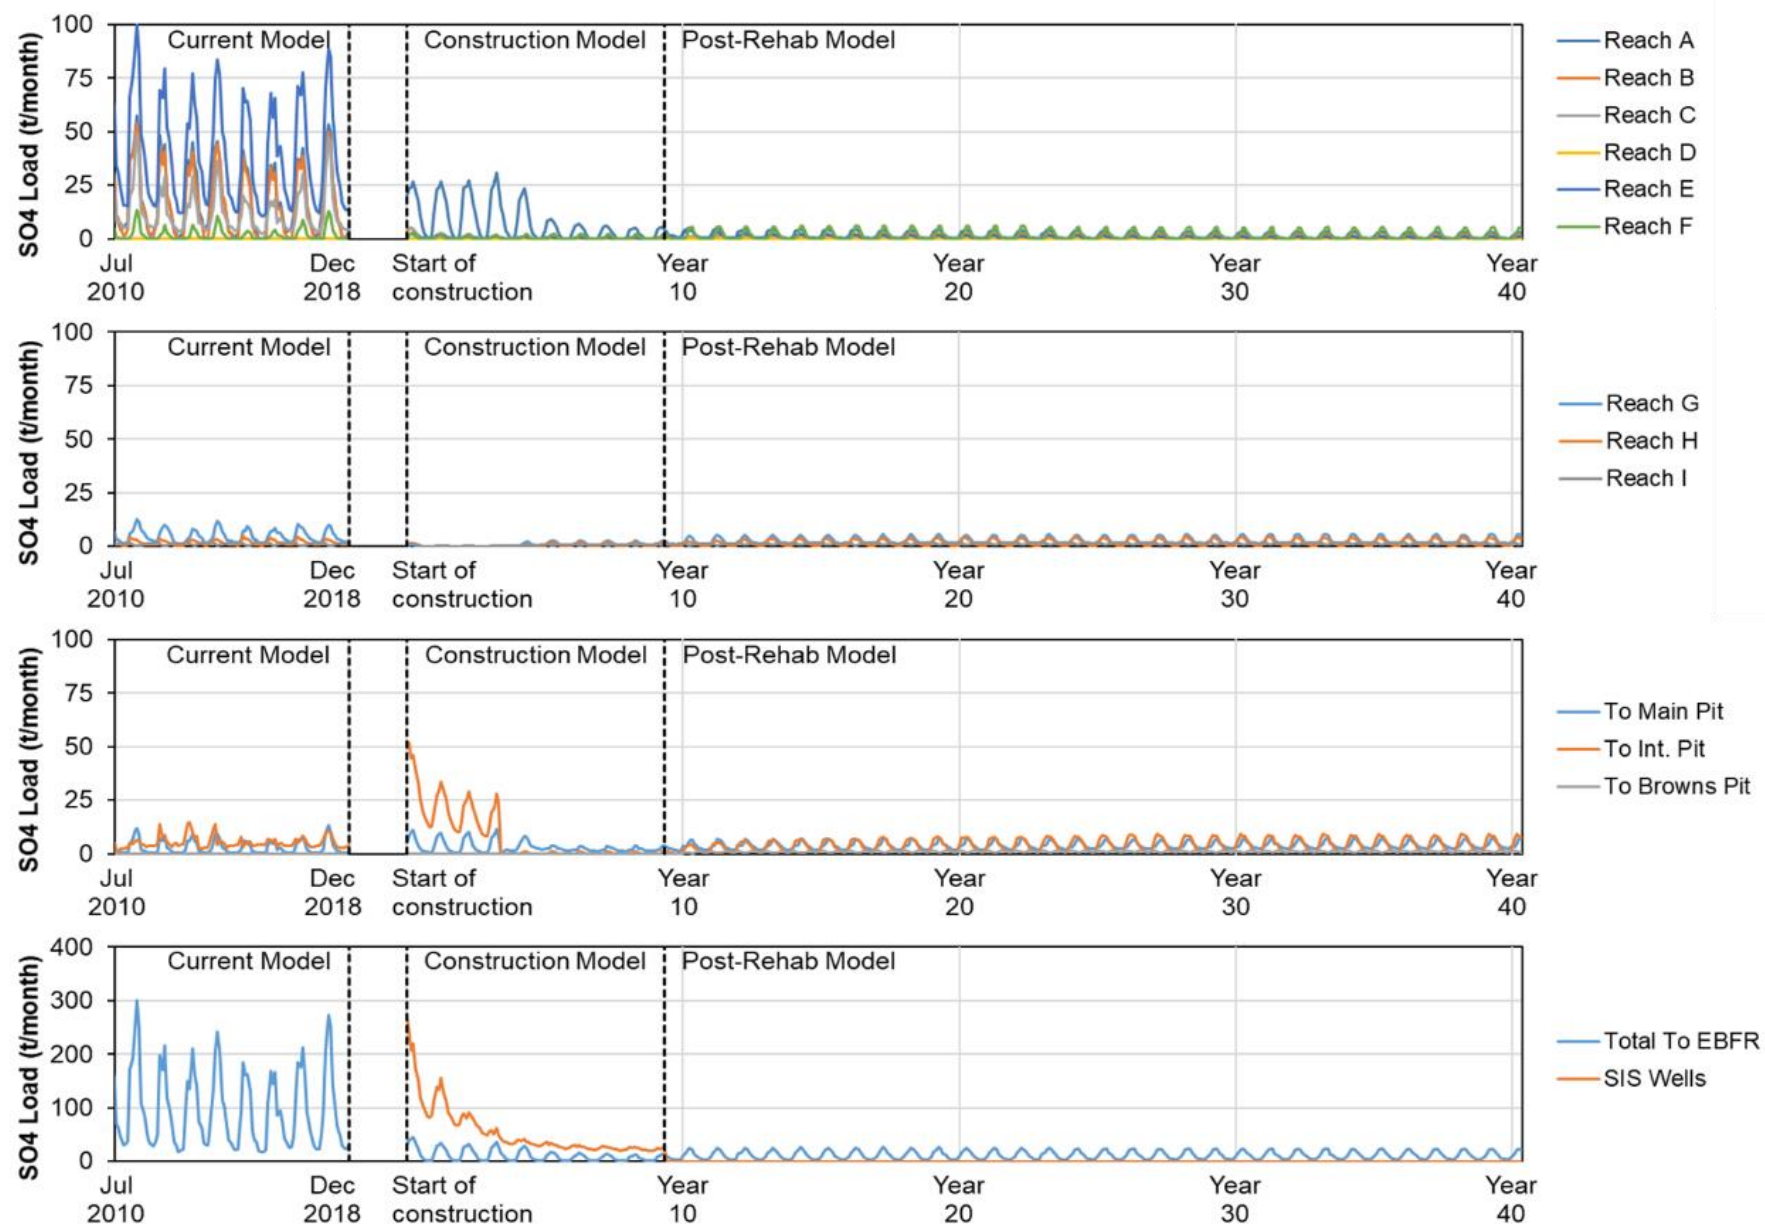 SO4 Load (t/month)
100
75
50
25
0
Current Model
Construction Model
Post-Rehab Model
Jul
2010
Dec
2018
Start of
construction
Year
10
Year
20
Year
30
Year
40
Reach A
Reach B
Reach C
Reach D
Reach E
Reach F
SO4 Load (t/month)
100
75
50
25
0
Current Model
Construction Model
Post-Rehab Model
Jul
2010
Dec
2018
Start of
construction
Year
10
Year
20
Year
30
Year
40
Reach G
Reach H
Reach I
SO4 Load (t/month)
100
75
50
25
0
Current Model
Construction Model
Post-Rehab Model
Jul
2010
Dec
2018
Start of
construction
Year
10
Year
20
Year
30
Year
40
To Main Pit
To Int. Pit
To Browns Pit
SO4 Load (t/month)
400
300
200
100
0
Current Model
Construction Model
Post-Rehab Model
Jul
2010
Dec
2018
Start of
construction
Year
10
Year
20
Year
30
Year
40
Total To EBFR
SIS Wells